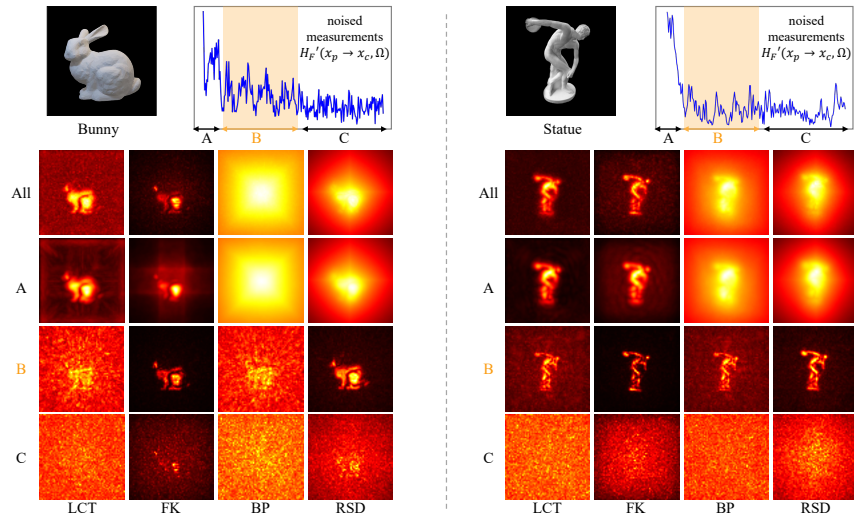 noised
measurements
H_F'(x_p → x_c, Ω)
Bunny
A B C
noised
measurements
H_F'(x_p → x_c, Ω)
Statue
A B C
All
A
B
C
LCT FK BP RSD
All
A
B
C
LCT FK BP RSD